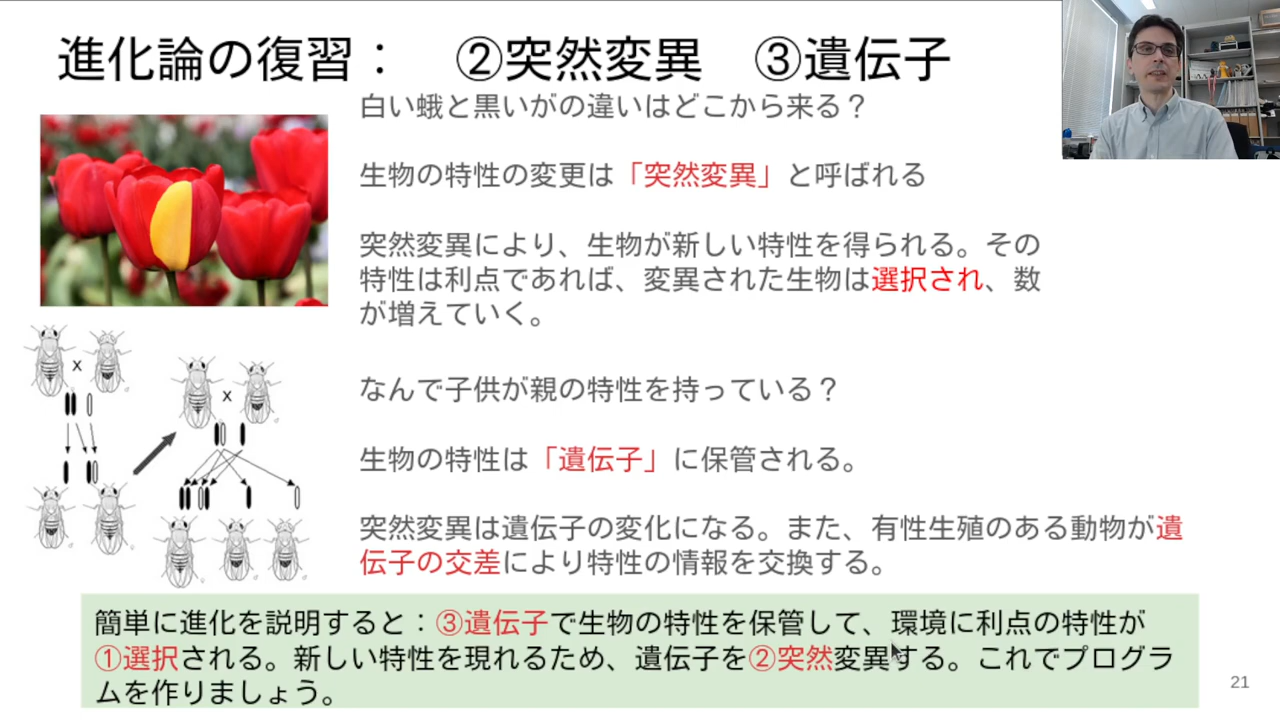 進化論の復習： ②突然変異 ③遺伝子
白い蛾と黒いがの違いはどこから来る？
生物の特性の変更は「突然変異」と呼ばれる
突然変異により、生物が新しい特性を得られる。その
特性は利点であれば、変異された生物は選択され、数
が増えていく。
なんで子供が親の特性を持っている？
生物の特性は「遺伝子」に保管される。
突然変異は遺伝子の変化になる。また、有性生殖のある動物が遺
伝子の交差により特性の情報を交換する。
x
x
簡単に進化を説明すると：③遺伝子で生物の特性を保管して、環境に利点の特性が
①選択される。新しい特性を現れるため、遺伝子を②突然変異する。これでプログラ
ムを作りましょう。
21